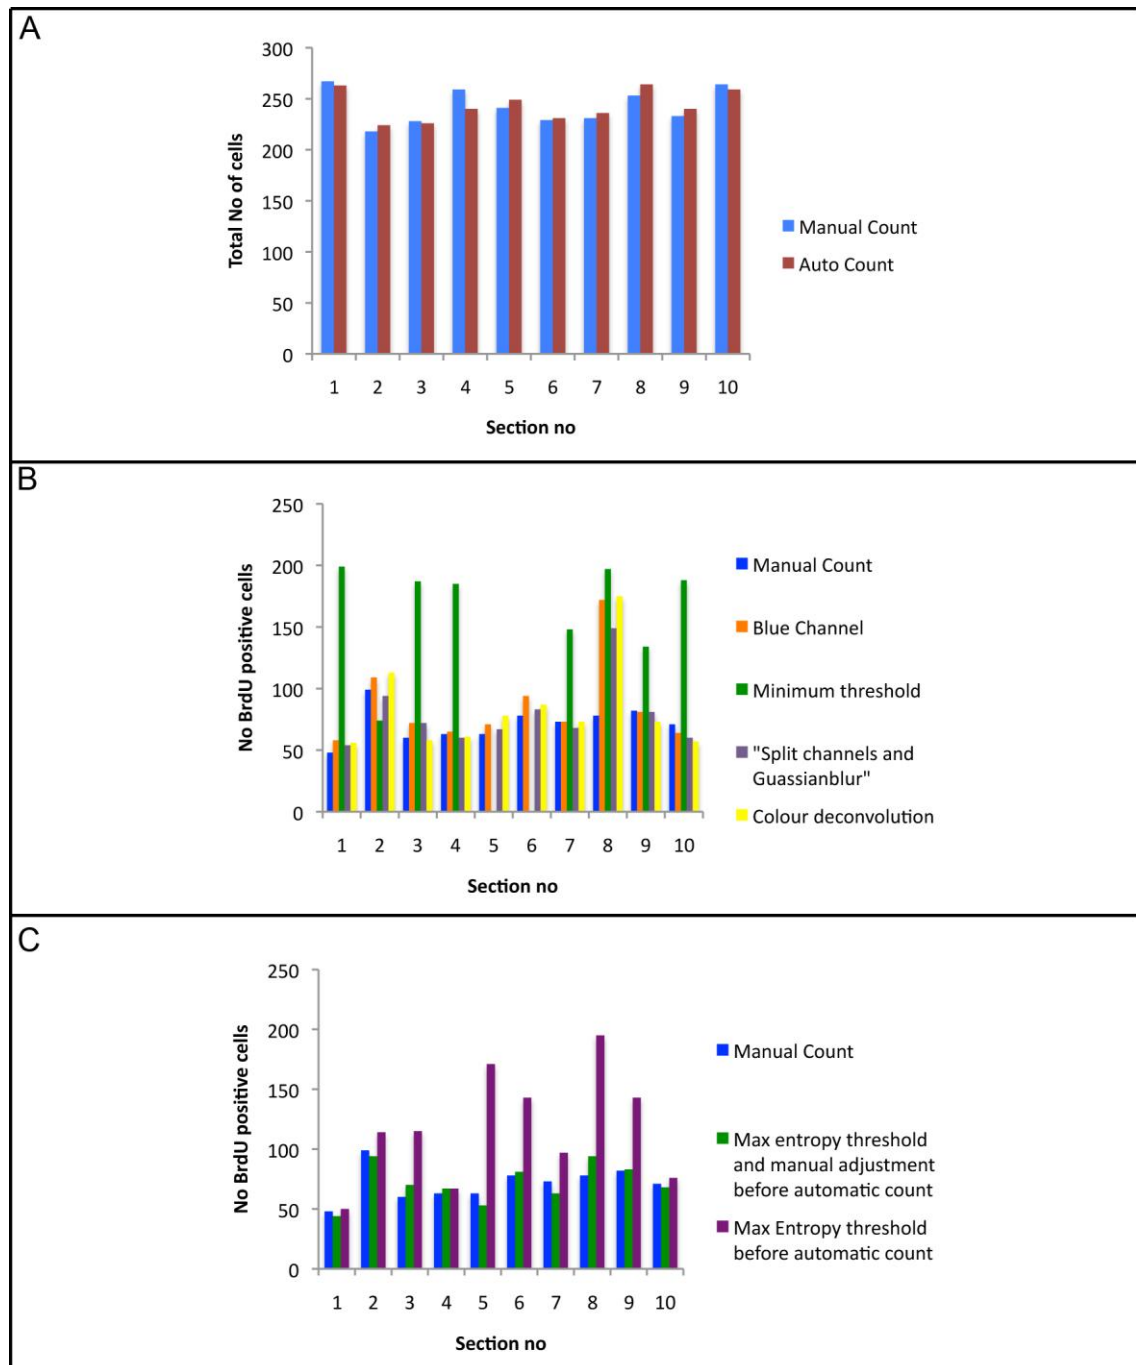 A
300
250
200
150
100
50
0
Total No of cells
1 2 3 4 5 6 7 8 9 10
Section no
Manual Count
Auto Count
B
250
200
150
100
50
0
No BrdU positive cells
1 2 3 4 5 6 7 8 9 10
Section no
Manual Count
Blue Channel
Minimum threshold
"Split channels and
Guassianblur"
Colour deconvolution
C
250
200
150
100
50
0
No BrdU positive cells
1 2 3 4 5 6 7 8 9 10
Section no
Manual Count
Max entropy threshold
and manual adjustment
before automatic count
Max Entropy threshold
before automatic count